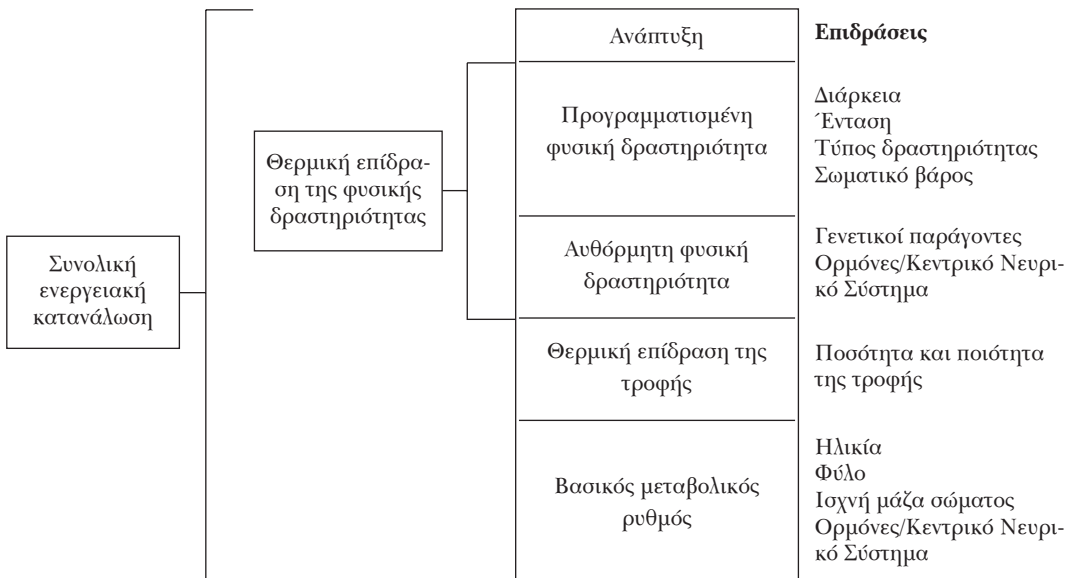 Συνολική
ενεργειακή
κατανάλωση
Θερμική επίδρα-
ση της φυσικής
δραστηριότητας
Ανάπτυξη
Προγραμματισμένη
φυσική δραστηριότητα
Αυθόρμητη φυσική
δραστηριότητα
Θερμική επίδραση της
τροφής
Βασικός μεταβολικός
ρυθμός
Επιδράσεις
Διάρκεια
Ένταση
Τύπος δραστηριότητας
Σωματικό βάρος
Γενετικοί παράγοντες
Ορμόνες/Κεντρικό Νευρι-
κό Σύστημα
Ποσότητα και ποιότητα
της τροφής
Ηλικία
Φύλο
Ισχνή μάζα σώματος
Ορμόνες/Κεντρικό Νευρι-
κό Σύστημα